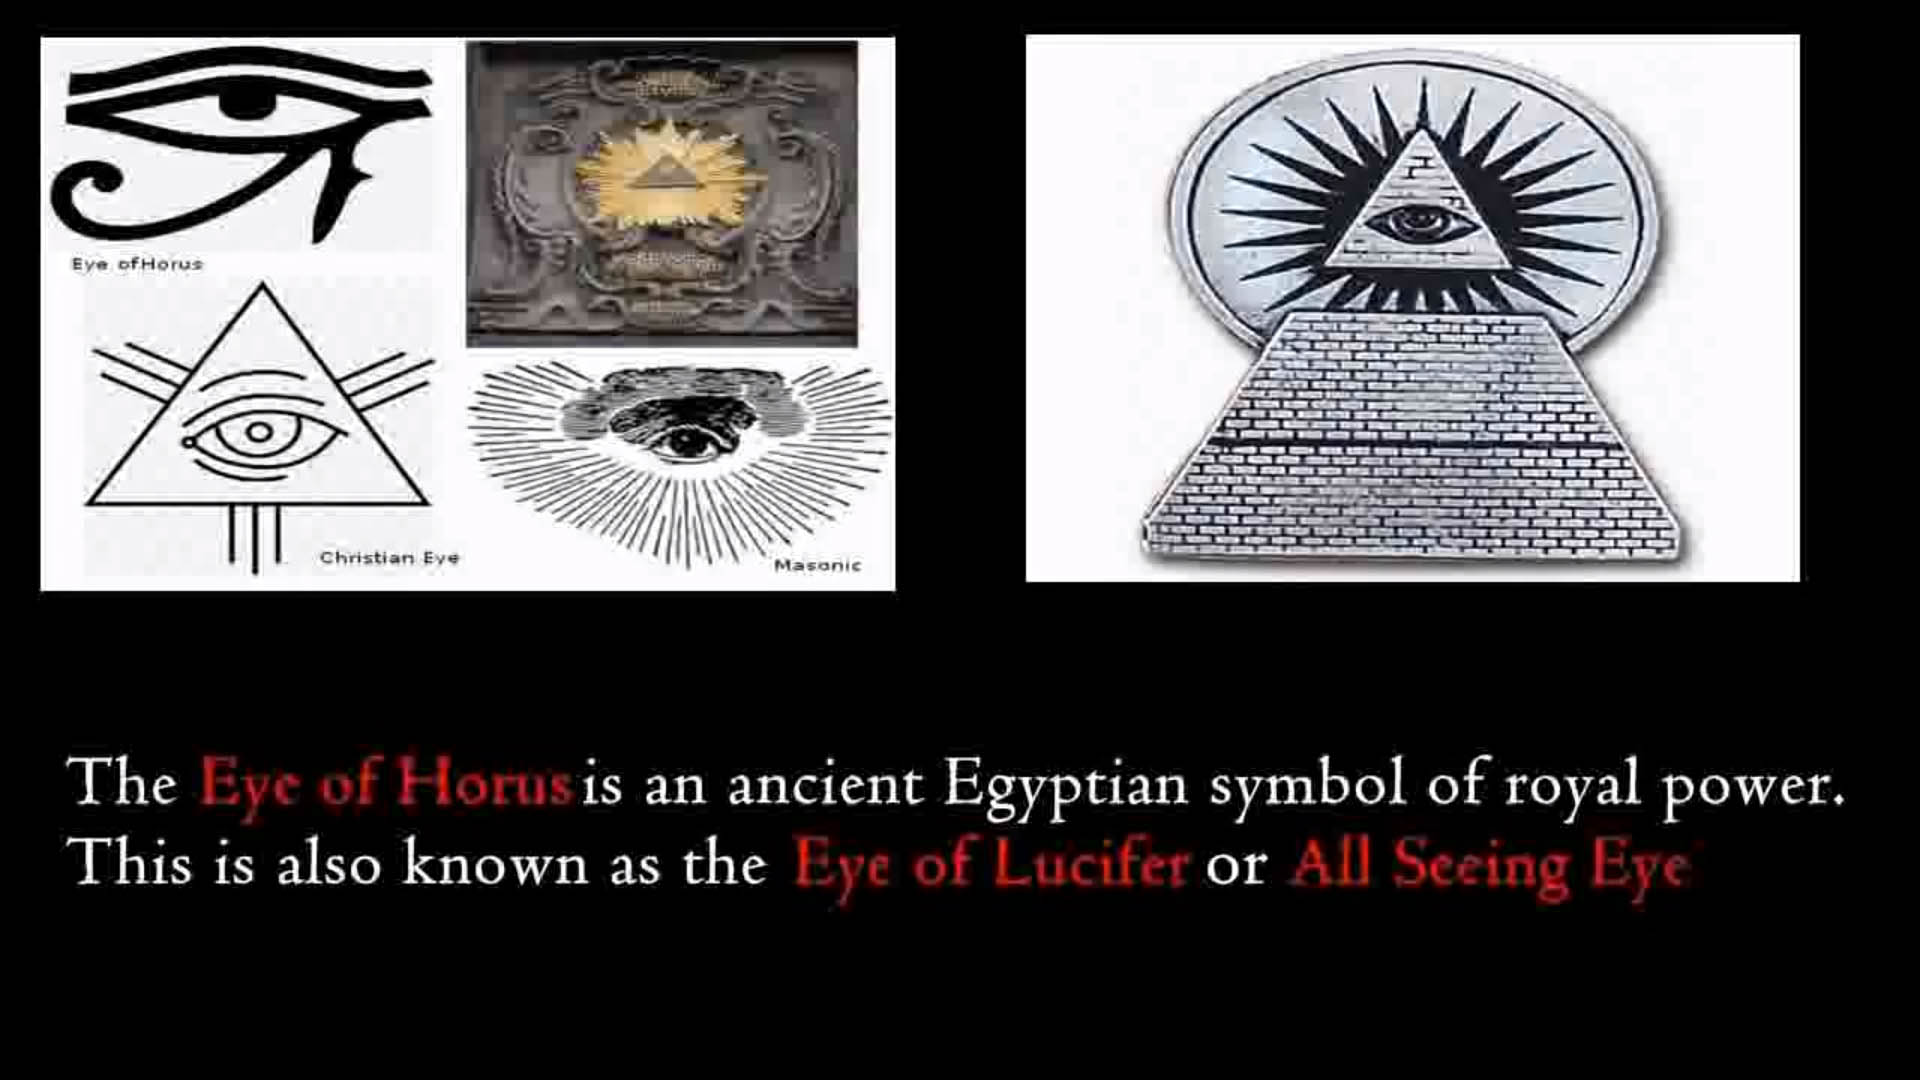 Eye ofHorus
Christian Eye
Masonic
The Eye of Horus is an ancient Egyptian symbol of royal power.
This is also known as the Eye of Lucifer or All Seeing Eye